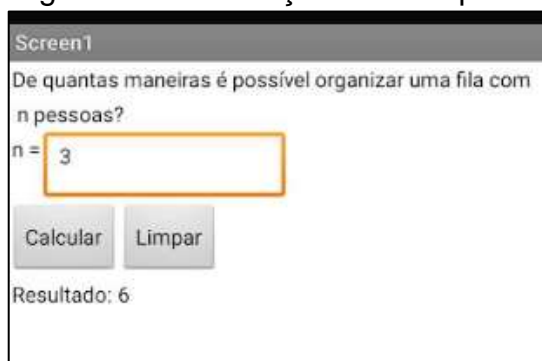 Screen1
De quantas maneiras é possível organizar uma fila com
n pessoas?
n = 3
Calcular Limpar
Resultado: 6